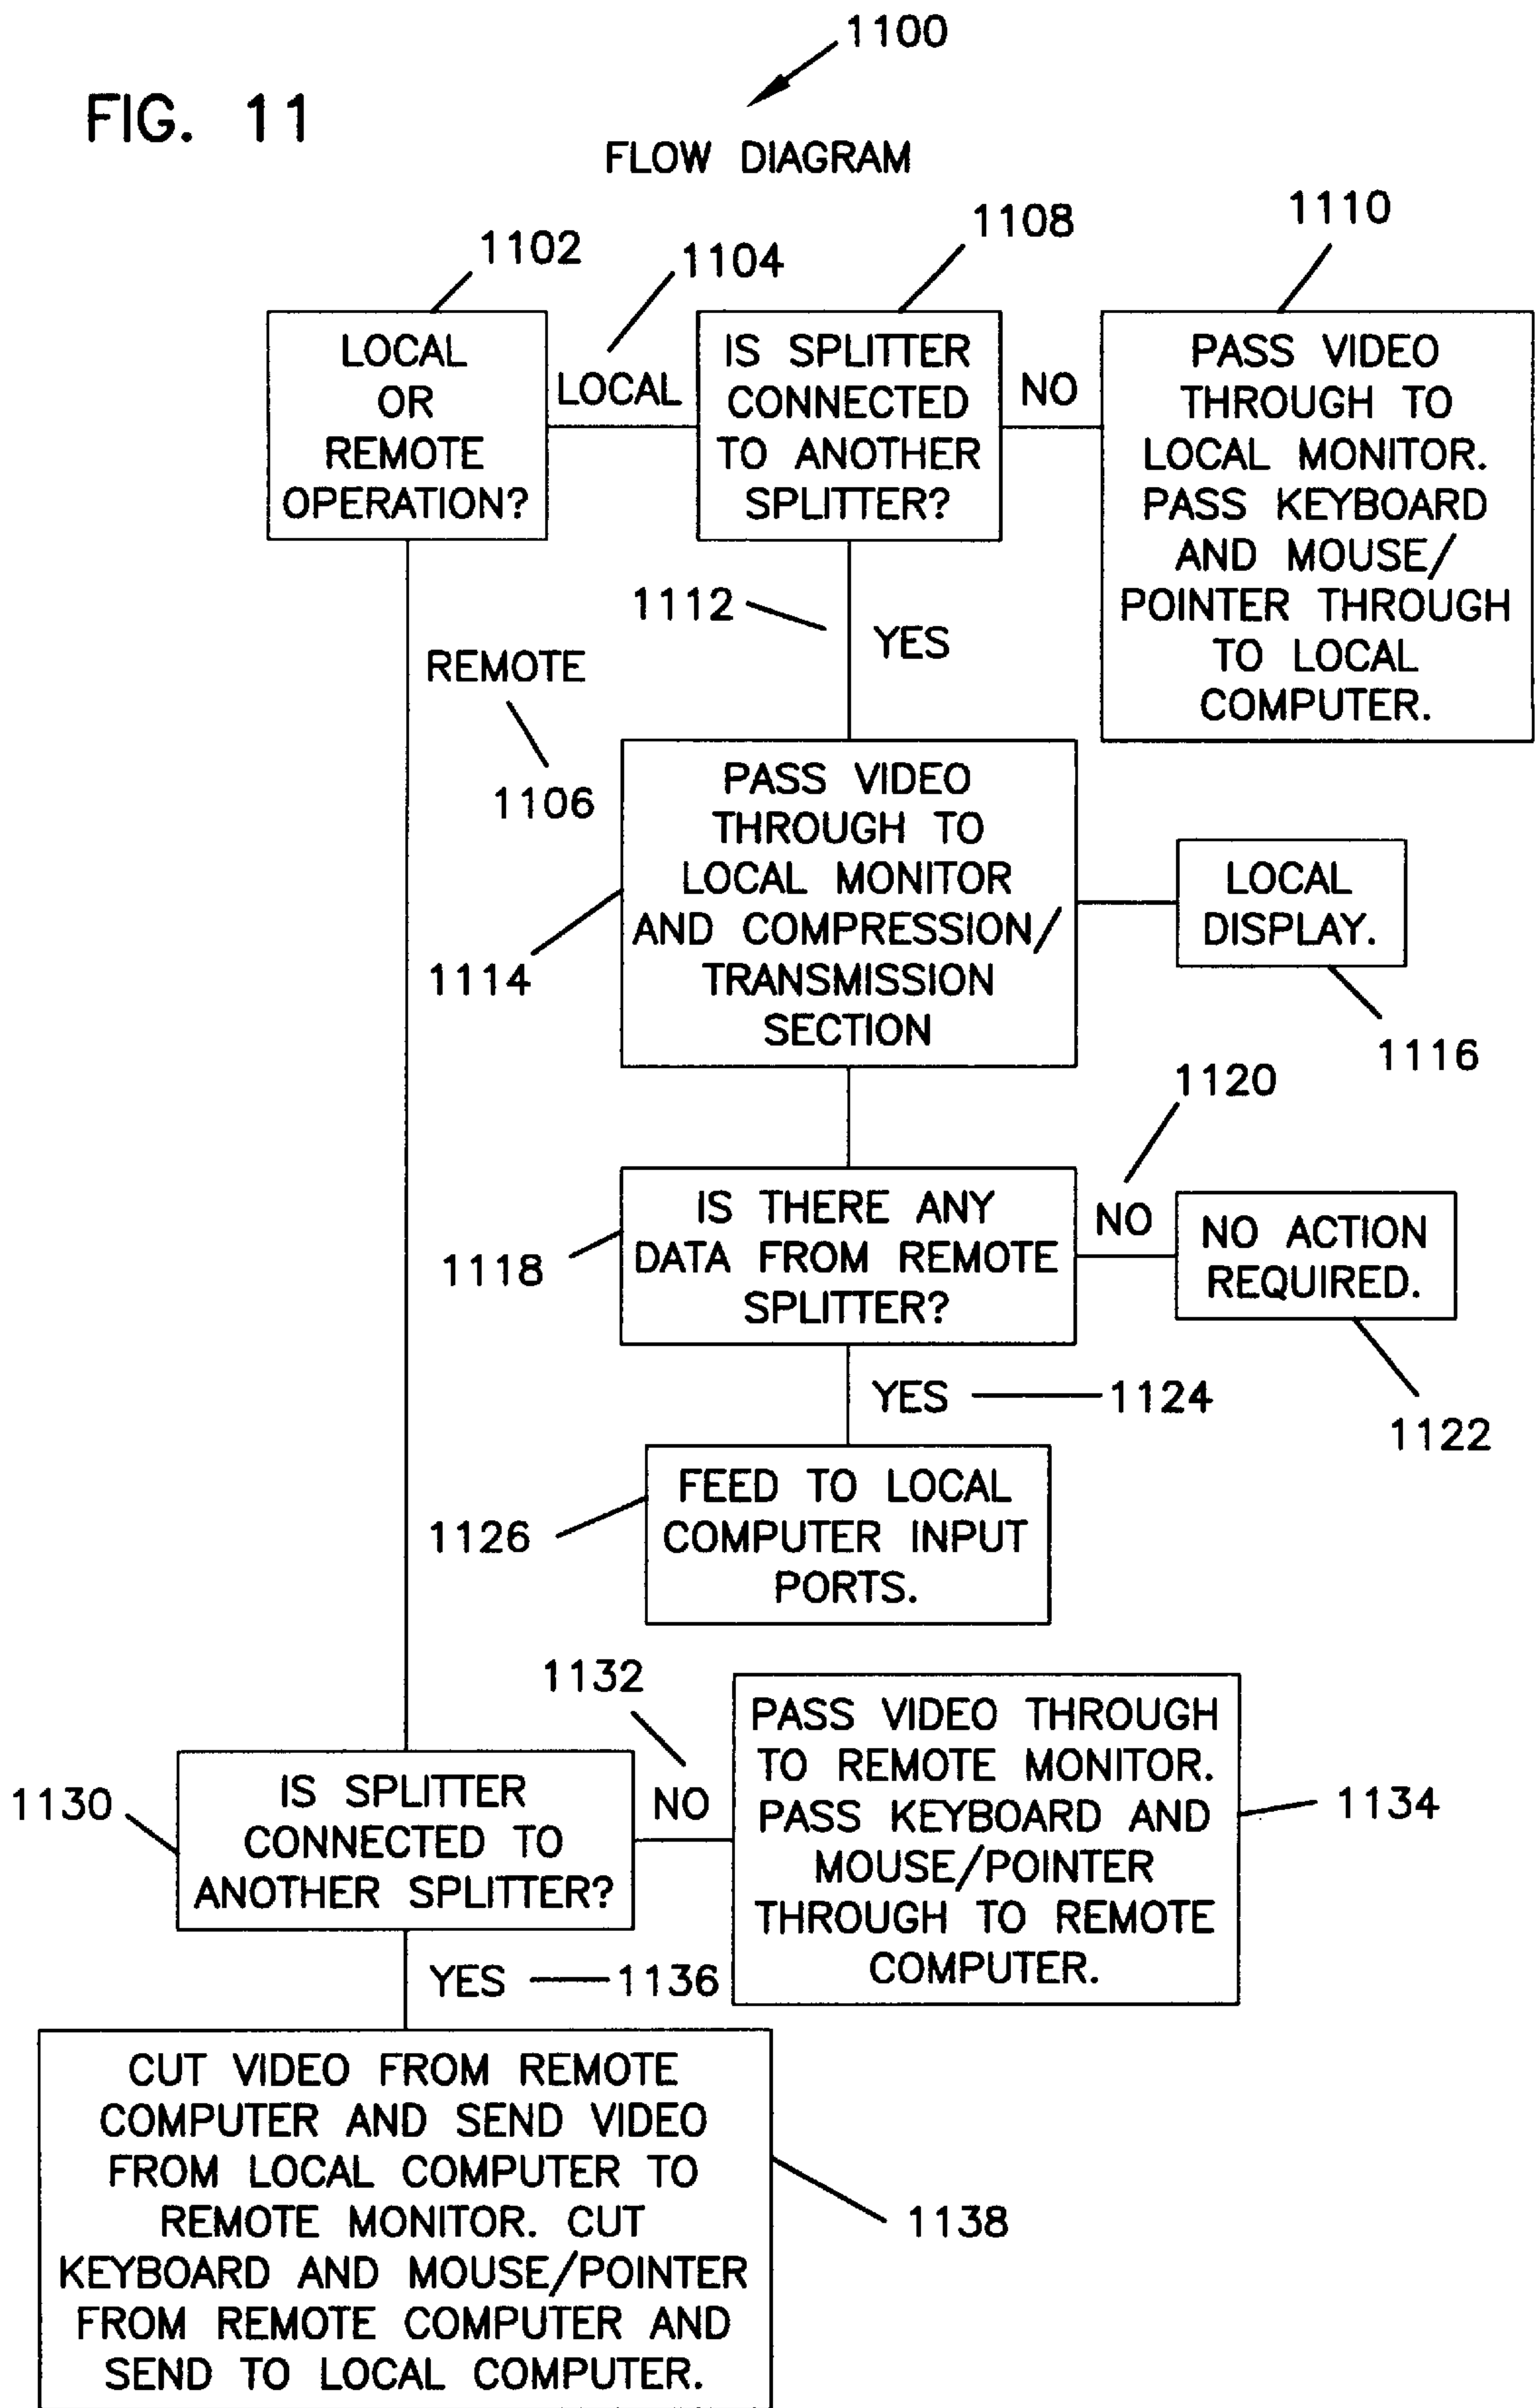 1100
FIG. 11
FLOW DIAGRAM
1102
1104
1108
1110
LOCAL
OR
REMOTE
OPERATION?
LOCAL
IS SPLITTER
CONNECTED
TO ANOTHER
SPLITTER?
NO
PASS VIDEO
THROUGH TO
LOCAL MONITOR.
PASS KEYBOARD
AND MOUSE/
POINTER THROUGH
TO LOCAL
COMPUTER.
1112
YES
REMOTE
1106
PASS VIDEO
THROUGH TO
LOCAL MONITOR
AND COMPRESSION/
TRANSMISSION
SECTION
1114
LOCAL
DISPLAY.
1116
1120
IS THERE ANY
DATA FROM REMOTE
SPLITTER?
1118
NO
NO ACTION
REQUIRED.
1122
YES
1124
FEED TO LOCAL
COMPUTER INPUT
PORTS.
1126
1132
1130
IS SPLITTER
CONNECTED TO
ANOTHER SPLITTER?
NO
PASS VIDEO THROUGH
TO REMOTE MONITOR.
PASS KEYBOARD AND
MOUSE/POINTER
THROUGH TO REMOTE
COMPUTER.
1134
YES
1136
CUT VIDEO FROM REMOTE
COMPUTER AND SEND VIDEO
FROM LOCAL COMPUTER TO
REMOTE MONITOR. CUT
KEYBOARD AND MOUSE/POINTER
FROM REMOTE COMPUTER AND
SEND TO LOCAL COMPUTER.
1138